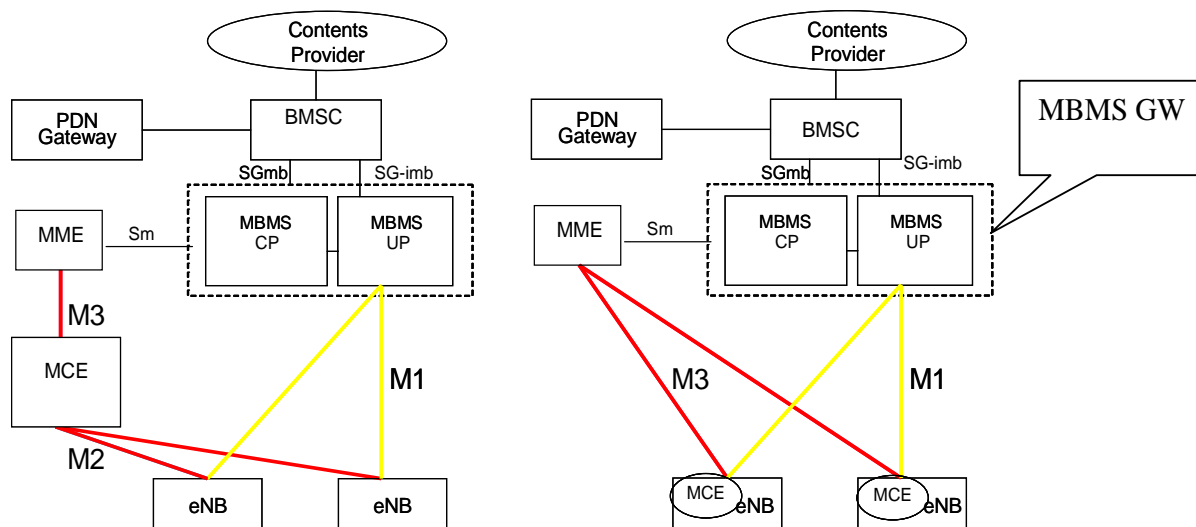 Contents
Provider
PDN
Gateway
BMSC
SGmb
SG-imb
MME
Sm
MBMS
CP
MBMS
UP
M3
MCE
M1
M2
eNB
eNB
Contents
Provider
PDN
Gateway
BMSC
MBMS GW
SGmb
SG-imb
MME
Sm
MBMS
CP
MBMS
UP
M3
M1
MCE
eNB
MCE
eNB